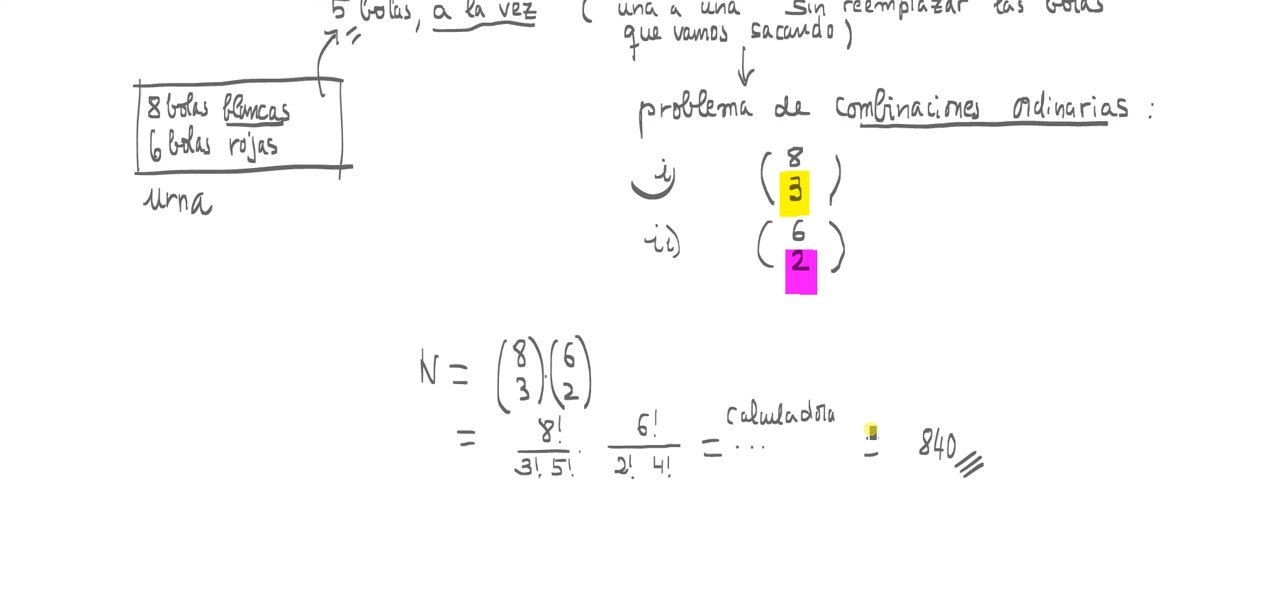 5 bolas, a la vez ( una a una sin reemplazar las bolas
que vamos sacando)
8 bolas blancas
6 bolas rojas
urna
problema de combinaciones ordinarias :
i) ( 8
3 )
ii) ( 6
2 )
N = (8
3)·(6
2)
= 8!/3! 5! · 6!/2! 4! = calculadora ... = 840